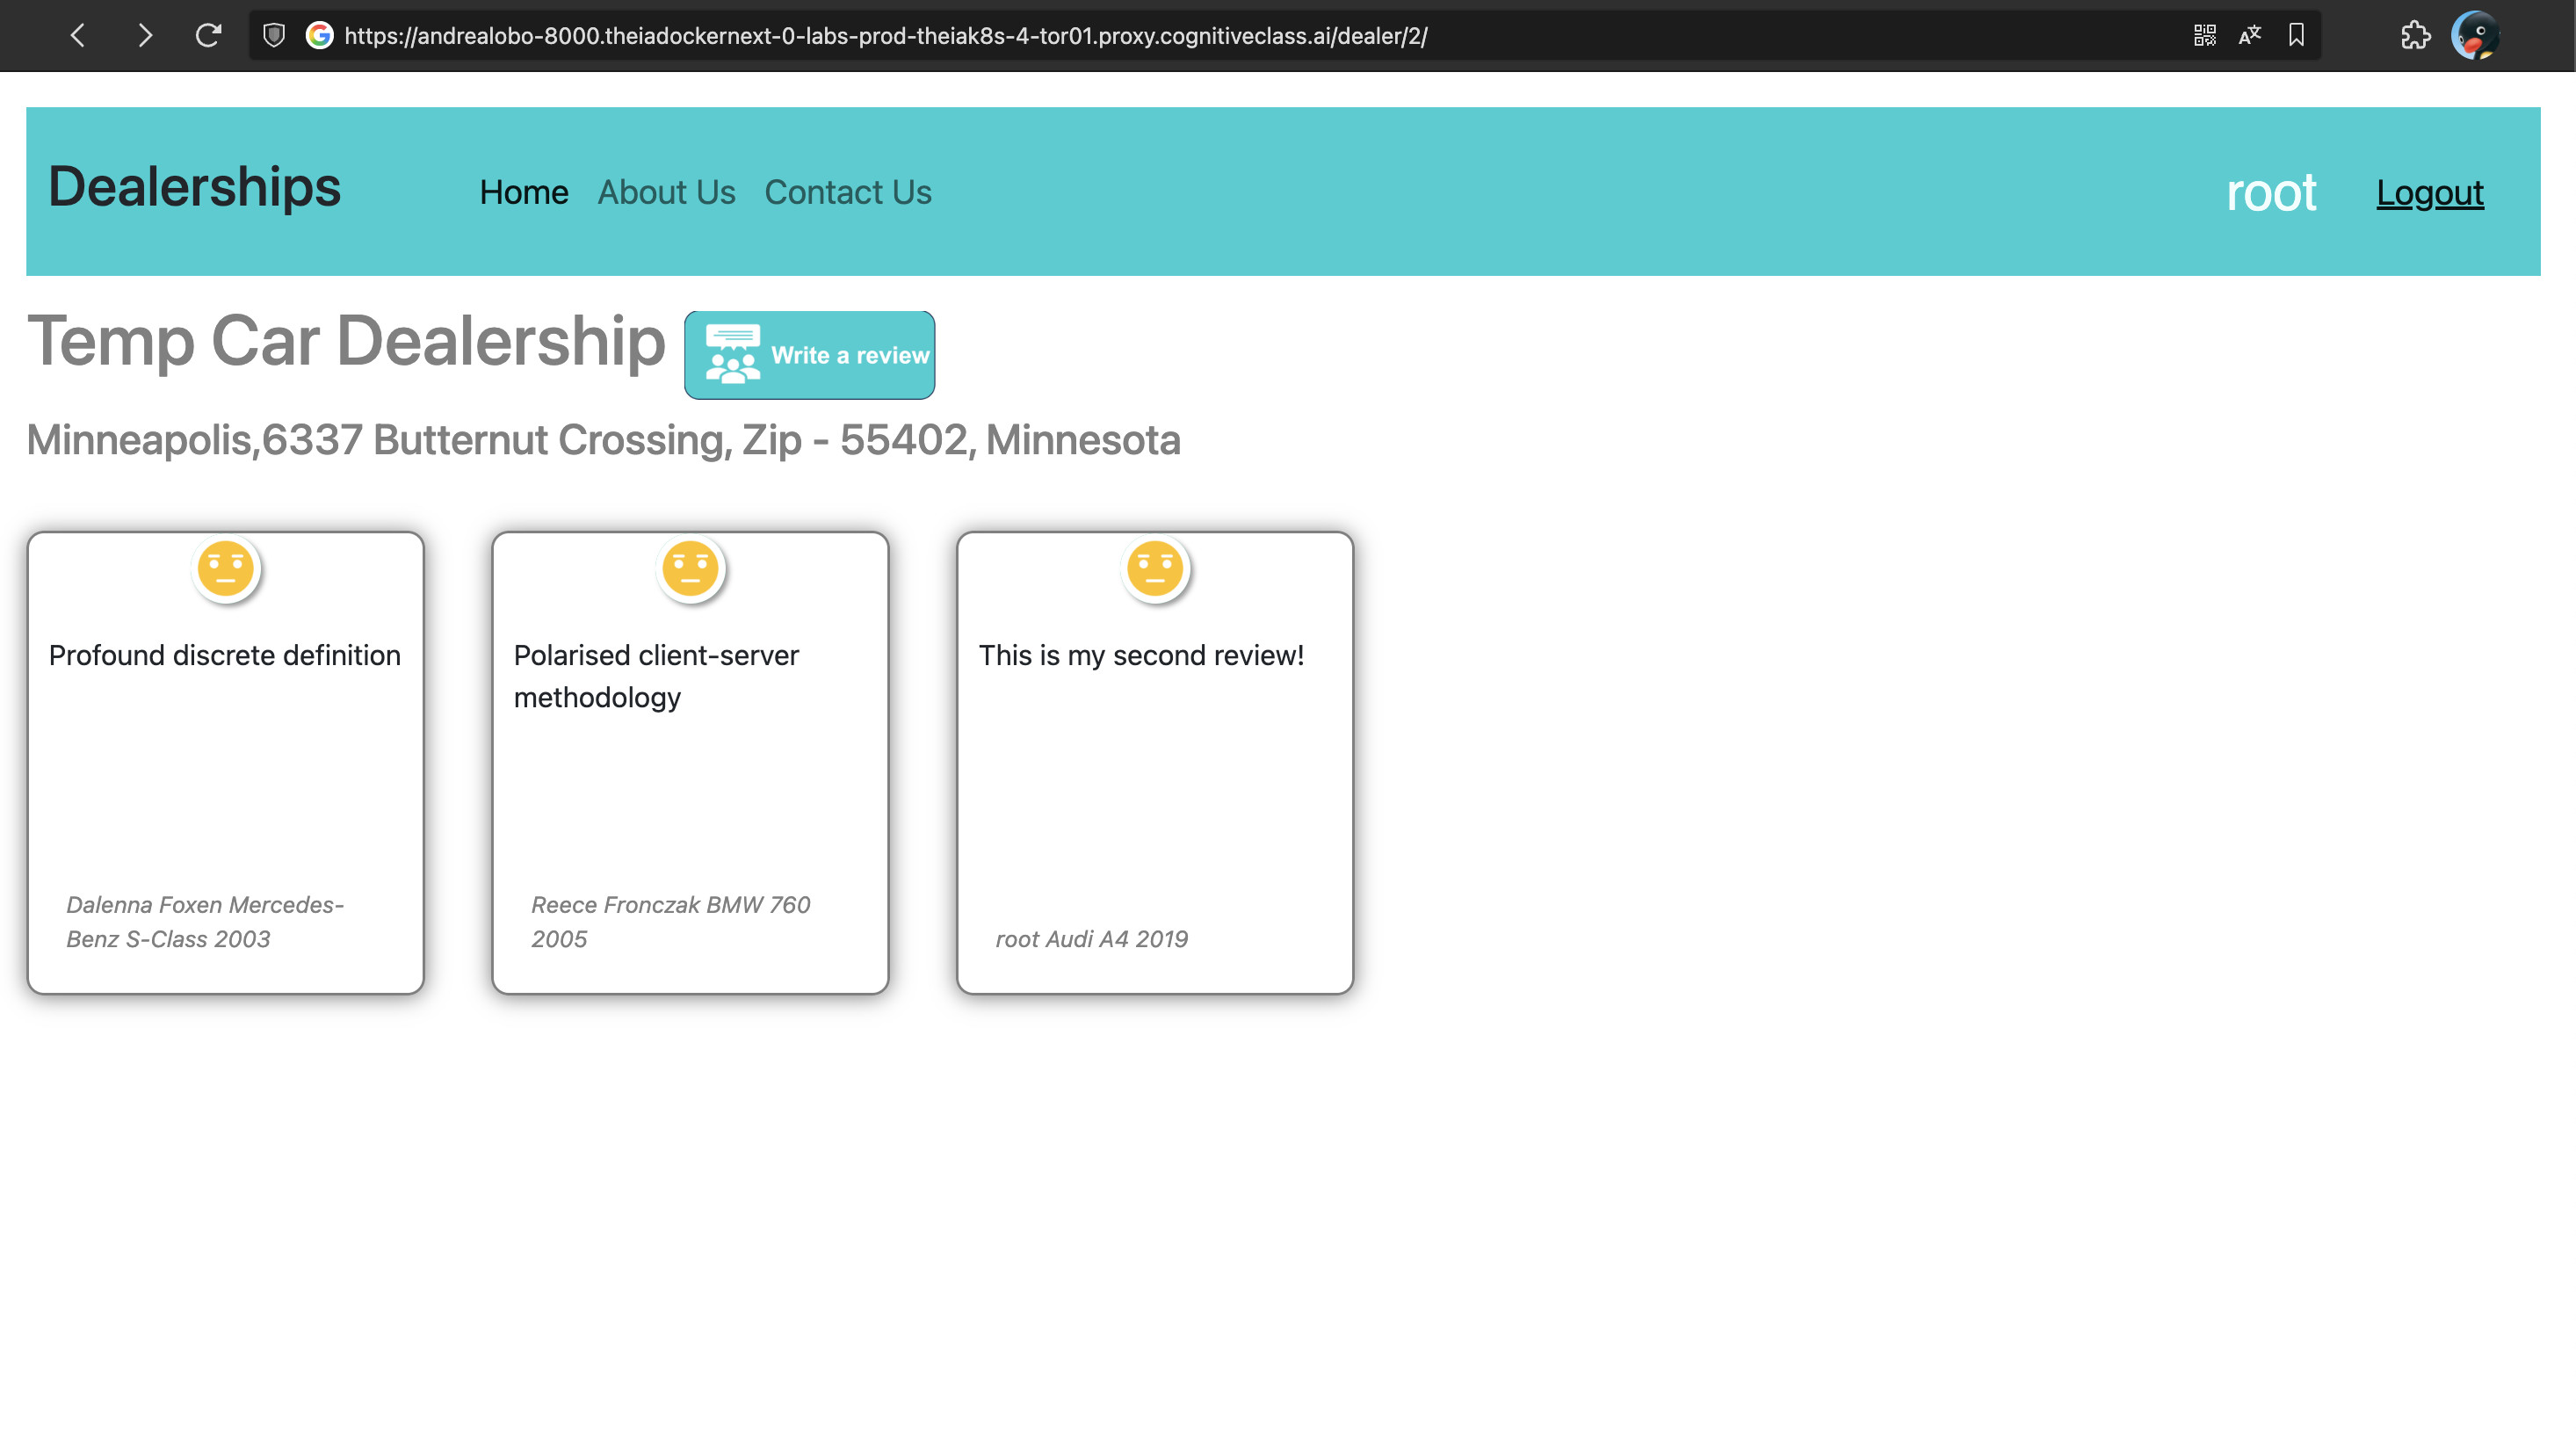 https://andrealobo-8000.theiadockernext-0-labs-prod-theiak8s-4-tor01.proxy.cognitiveclass.ai/dealer/2/
Dealerships Home About Us Contact Us root Logout
Temp Car Dealership Write a review
Minneapolis,6337 Butternut Crossing, Zip - 55402, Minnesota
Profound discrete definition
Dalenna Foxen Mercedes-
Benz S-Class 2003
Polarised client-server
methodology
Reece Fronczak BMW 760
2005
This is my second review!
root Audi A4 2019